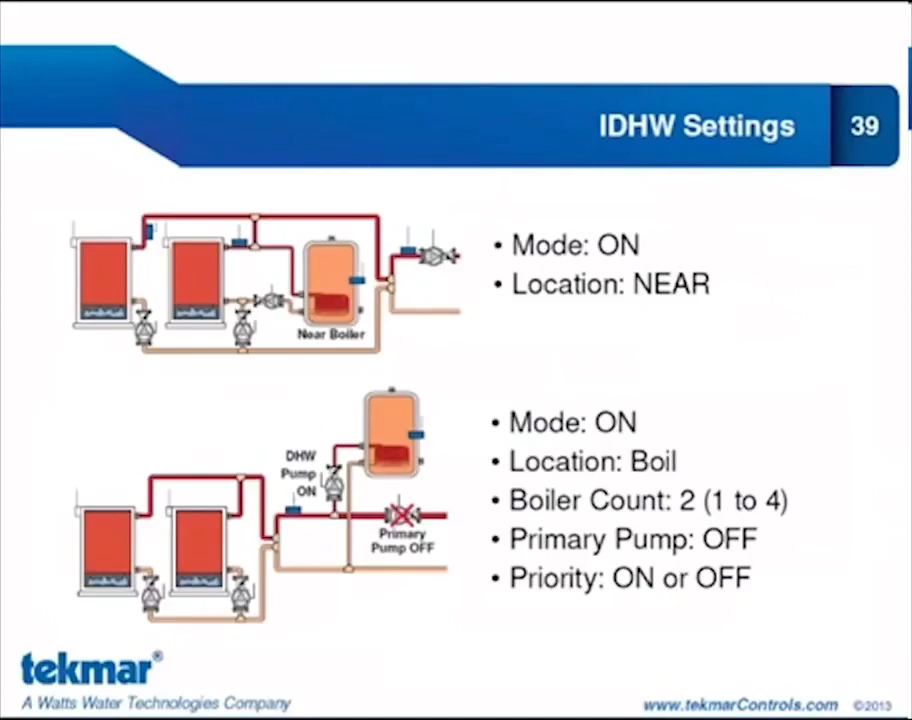 IDHW Settings
39
• Mode: ON
• Location: NEAR
Near Boiler
• Mode: ON
• Location: Boil
• Boiler Count: 2 (1 to 4)
• Primary Pump: OFF
• Priority: ON or OFF
DHW
Pump
ON
Primary
Pump OFF
tekmar®
A Watts Water Technologies Company
www.tekmarControls.com ©2013